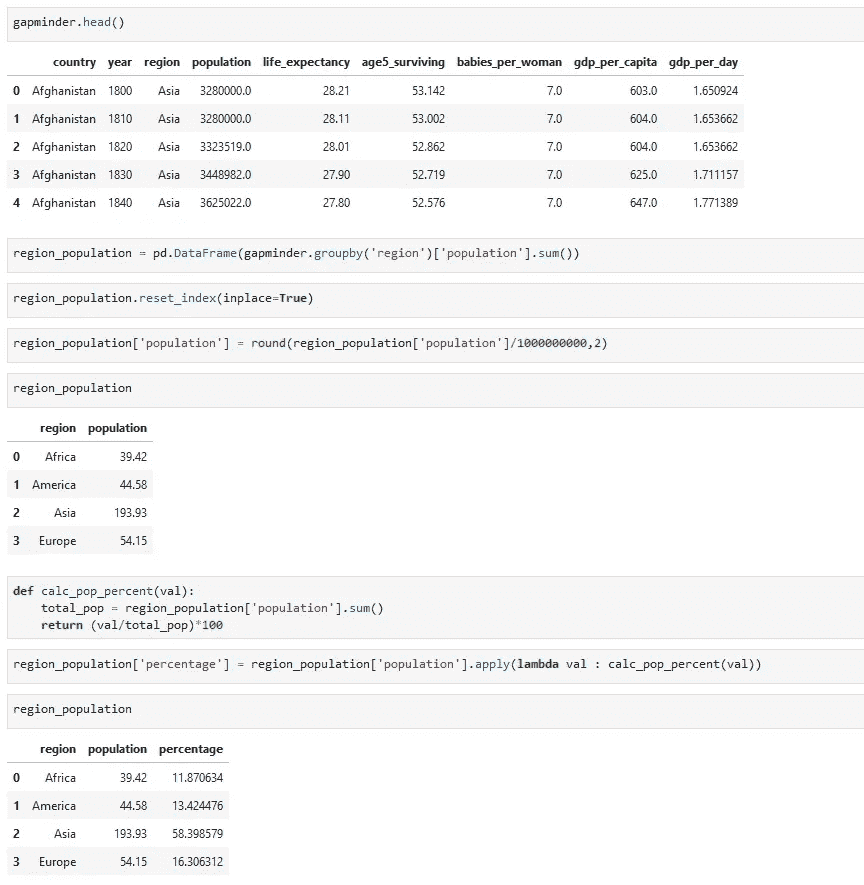 gapminder.head()
country year region population life_expectancy age5_surviving babies_per_woman gdp_per_capita gdp_per_day
0 Afghanistan 1800 Asia 3280000.0 28.21 53.142 7.0 603.0 1.650924
1 Afghanistan 1810 Asia 3280000.0 28.11 53.002 7.0 604.0 1.653662
2 Afghanistan 1820 Asia 3323519.0 28.01 52.862 7.0 604.0 1.653662
3 Afghanistan 1830 Asia 3448982.0 27.90 52.719 7.0 625.0 1.711157
4 Afghanistan 1840 Asia 3625022.0 27.80 52.576 7.0 647.0 1.771389
region_population = pd.DataFrame(gapminder.groupby('region')['population'].sum())
region_population.reset_index(inplace=True)
region_population['population'] = round(region_population['population']/1000000000,2)
region_population
region population
0 Africa 39.42
1 America 44.58
2 Asia 193.93
3 Europe 54.15
def calc_pop_percent(val):
    total_pop = region_population['population'].sum()
    return (val/total_pop)*100
region_population['percentage'] = region_population['population'].apply(lambda val : calc_pop_percent(val))
region_population
region population percentage
0 Africa 39.42 11.870634
1 America 44.58 13.424476
2 Asia 193.93 58.398579
3 Europe 54.15 16.306312